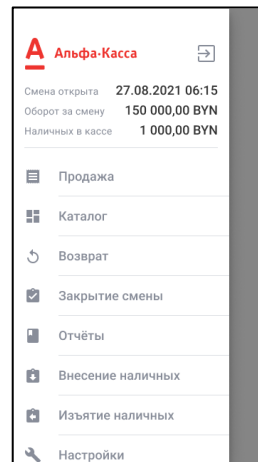 А Альфа·Касса
Смена открыта 27.08.2021 06:15
Оборот за смену 150 000,00 BYN
Наличных в кассе 1 000,00 BYN
Продажа
Каталог
Возврат
Закрытие смены
Отчёты
Внесение наличных
Изъятие наличных
Настройки